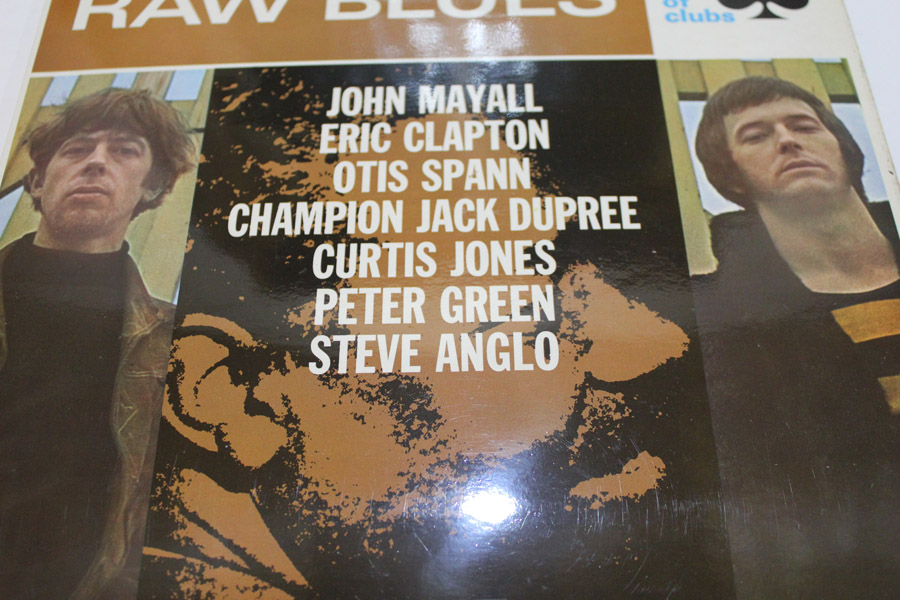 RAW BLUES
of
clubs
JOHN MAYALL
ERIC CLAPTON
OTIS SPANN
CHAMPION JACK DUPREE
CURTIS JONES
PETER GREEN
STEVE ANGLO